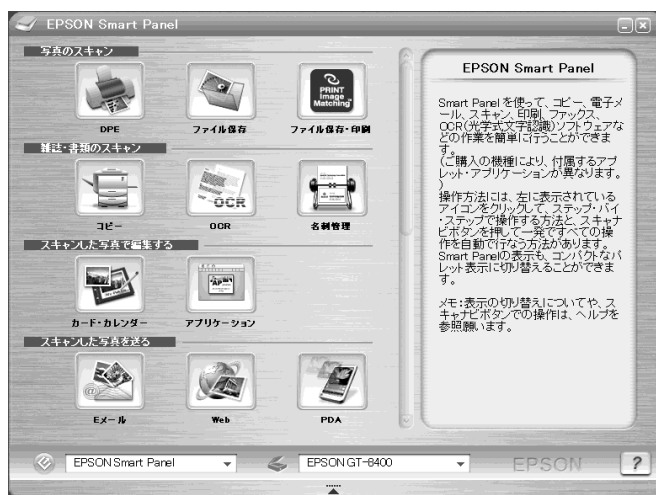 EPSON Smart Panel
写真のスキャン
PRINT
Image
Matching
DPE
ファイル保存
ファイル保存・印刷
雑誌・書類のスキャン
OCR
コピー
OCR
名刺管理
スキャンした写真で編集する
カード・カレンダー
アプリケーション
スキャンした写真を送る
Eメール
Web
PDA
EPSON Smart Panel
Smart Panel を使って、コピー、電子メ
ール、スキャン、印刷、ファックス、
OCR(光学式文字認識)ソフトウェアな
どの作業を簡単に行うことができま
す。
(ご購入の機種により、付属するアプ
レット・アプリケーションが異なります。
)
操作方法には、左に表示されている
アイコンをクリックして、ステップ・バイ
・ステップで操作する方法と、スキャナ
ビボタンを押して一発ですべての操
作を自動で行なう方法があります。
Smart Panelの表示も、コンパクトなパ
レット表示に切り替えることができま
す。
メモ:表示の切り替えについてや、ス
キャナビボタンでの操作は、ヘルプを
参照願います。
EPSON Smart Panel
EPSON GT-8400
EPSON
?